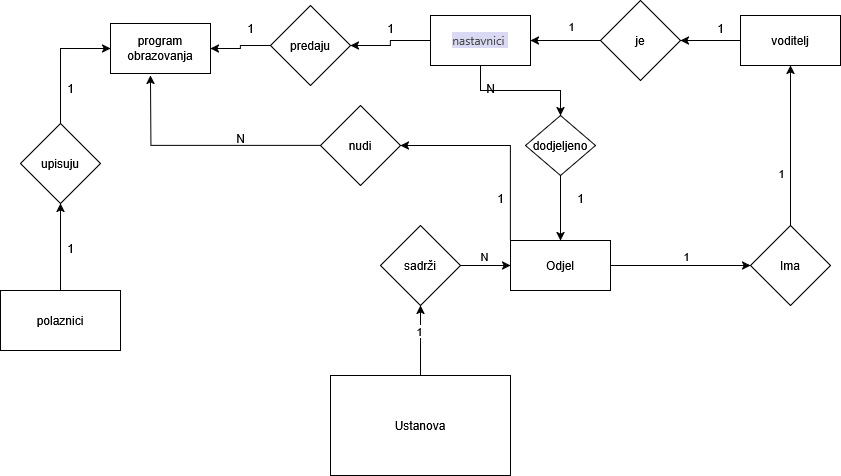 1
1
1
1
program
obrazovanja
predaju
nastavnici
je
voditelj
1
N
N
nudi
dodjeljeno
upisuju
1
1
1
1
sadrži
N
Odjel
1
Ima
polaznici
1
Ustanova